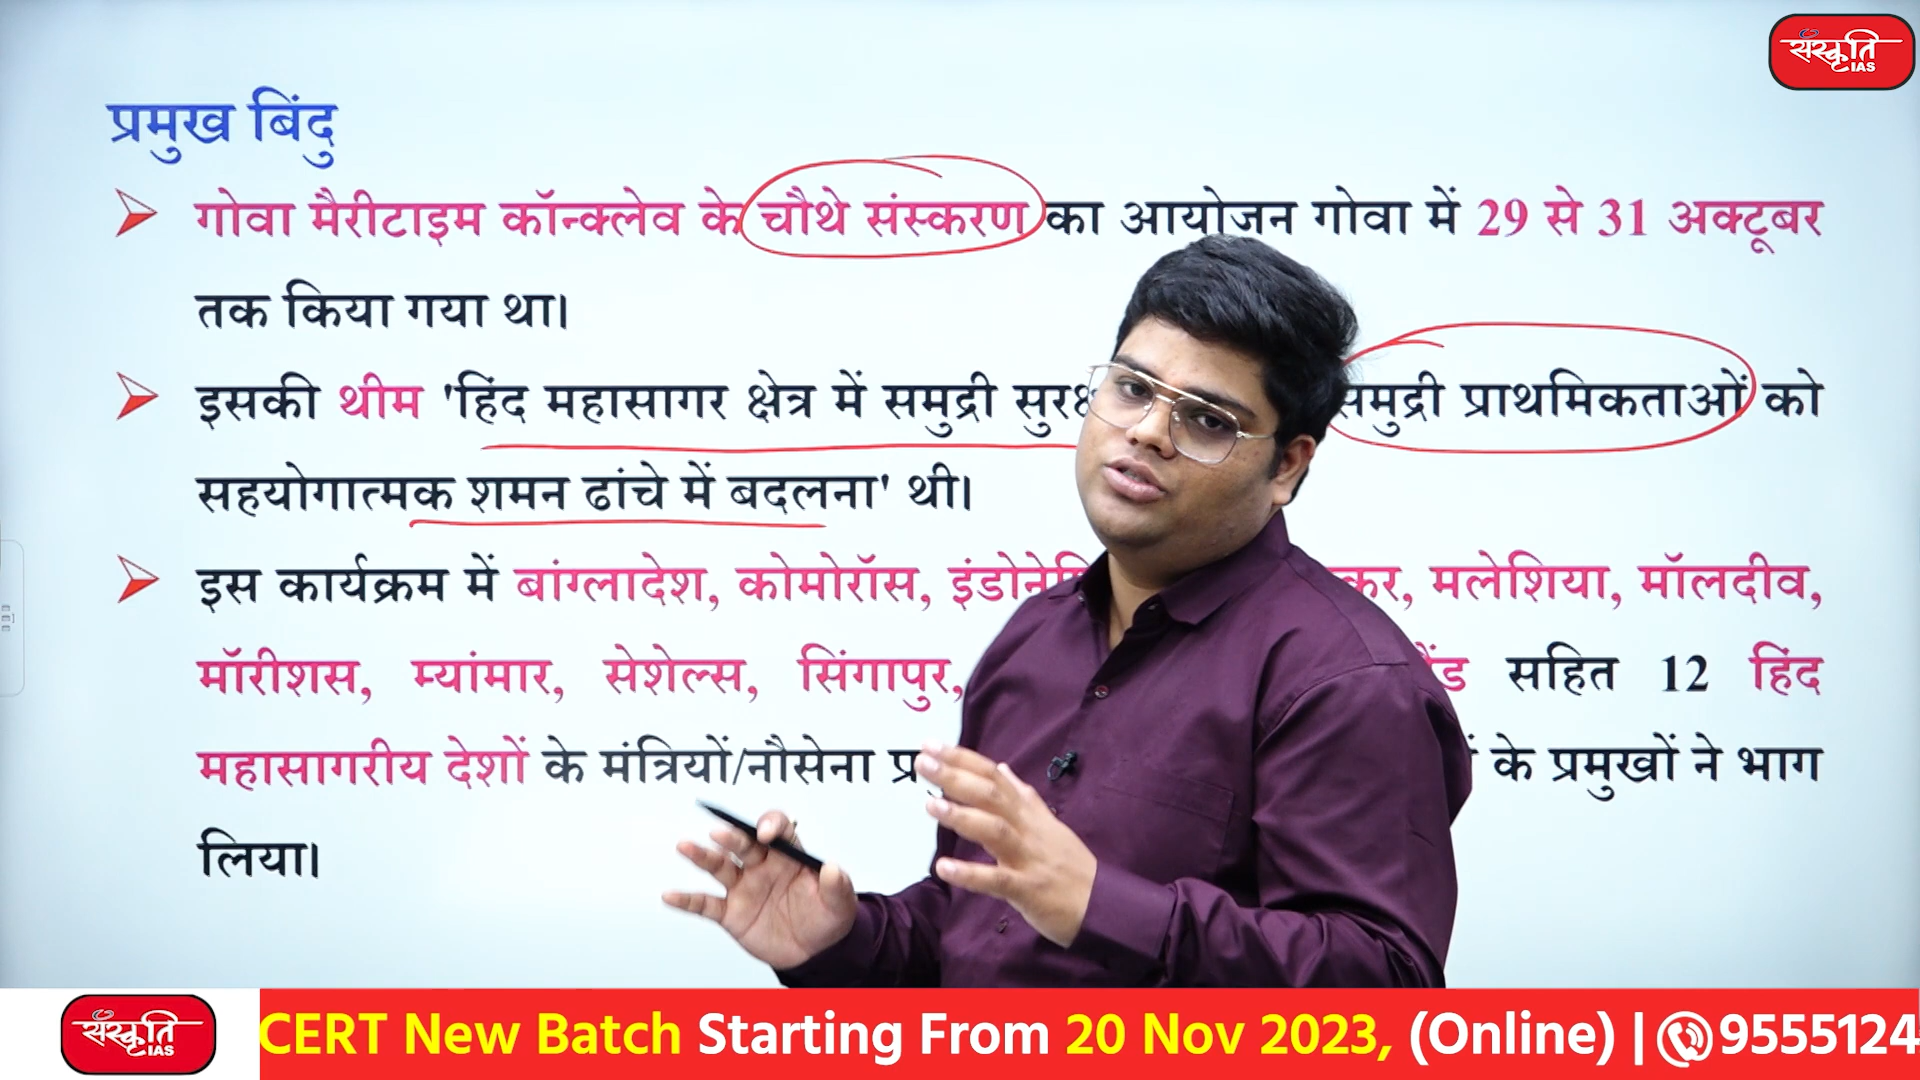 संस्कृति
IAS
प्रमुख बिंदु
गोवा मैरीटाइम कॉन्क्लेव के चौथे संस्करण का आयोजन गोवा में 29 से 31 अक्टूबर
तक किया गया था।
इसकी थीम 'हिंद महासागर क्षेत्र में समुद्री समुद्री प्राथमिकताओं को
सहयोगात्मक शमन ढांचे में बदलना' थी।
इस कार्यक्रम में बांग्लादेश, कोमोरॉस, मलेशिया, मॉलदीव,
मॉरीशस, म्यांमार, सेशेल्स, सिंगापुर, सहित 12 हिंद
महासागरीय देशों के मंत्रियों/नौसेना के प्रमुखों ने भाग
लिया।
संस्कृति
IAS
CERT New Batch Starting From 20 Nov 2023, (Online) | 9555124